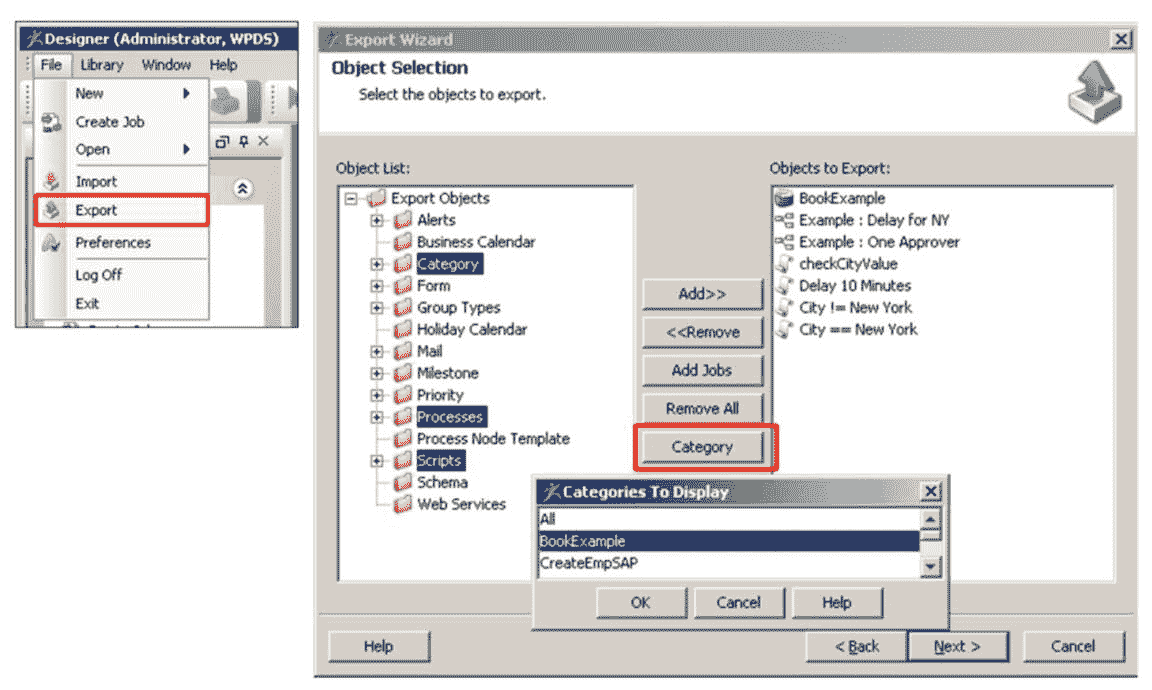 Designer (Administrator, WPDS)
File Library Window Help
New
Create Job
Open
Import
Export
Preferences
Log Off
Exit
Export Wizard
Object Selection
Select the objects to export.
Object List:
Export Objects
Alerts
Business Calendar
Category
Form
Group Types
Holiday Calendar
Mail
Milestone
Priority
Processes
Process Node Template
Scripts
Schema
Web Services
Add>>
<<Remove
Add Jobs
Remove All
Category
Objects to Export:
BookExample
Example : Delay for NY
Example : One Approver
checkCityValue
Delay 10 Minutes
City != New York
City == New York
Categories To Display
All
BookExample
CreateEmpSAP
OK Cancel Help
Help < Back Next > Cancel